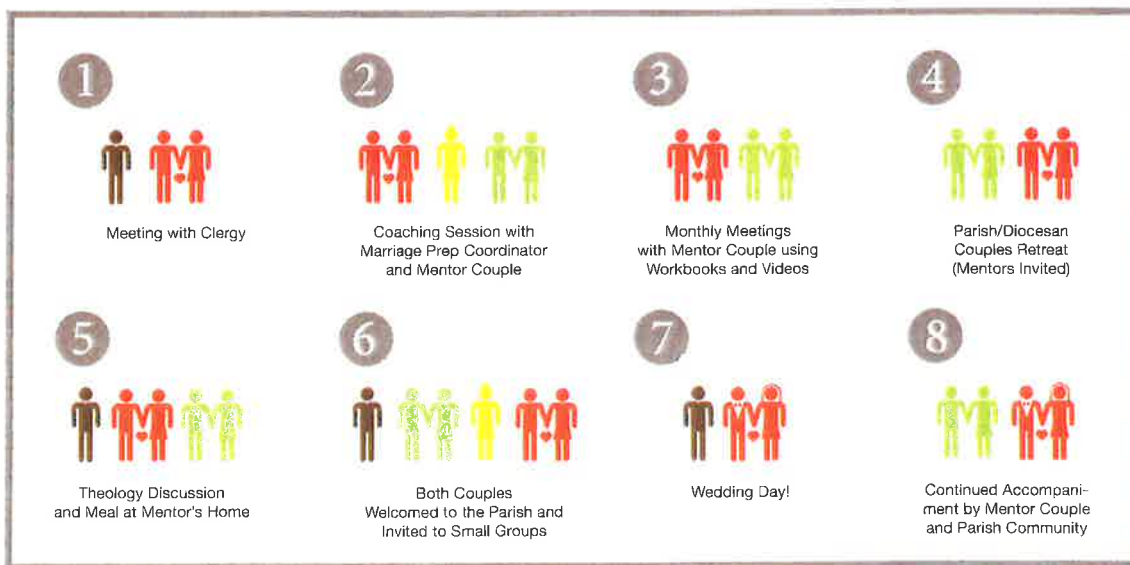 1
Meeting with Clergy
2
Coaching Session with
Marriage Prep Coordinator
and Mentor Couple
3
Monthly Meetings
with Mentor Couple using
Workbooks and Videos
4
Parish/Diocesan
Couples Retreat
(Mentors Invited)
5
Theology Discussion
and Meal at Mentor's Home
6
Both Couples
Welcomed to the Parish and
Invited to Small Groups
7
Wedding Day!
8
Continued Accompani-
ment by Mentor Couple
and Parish Community